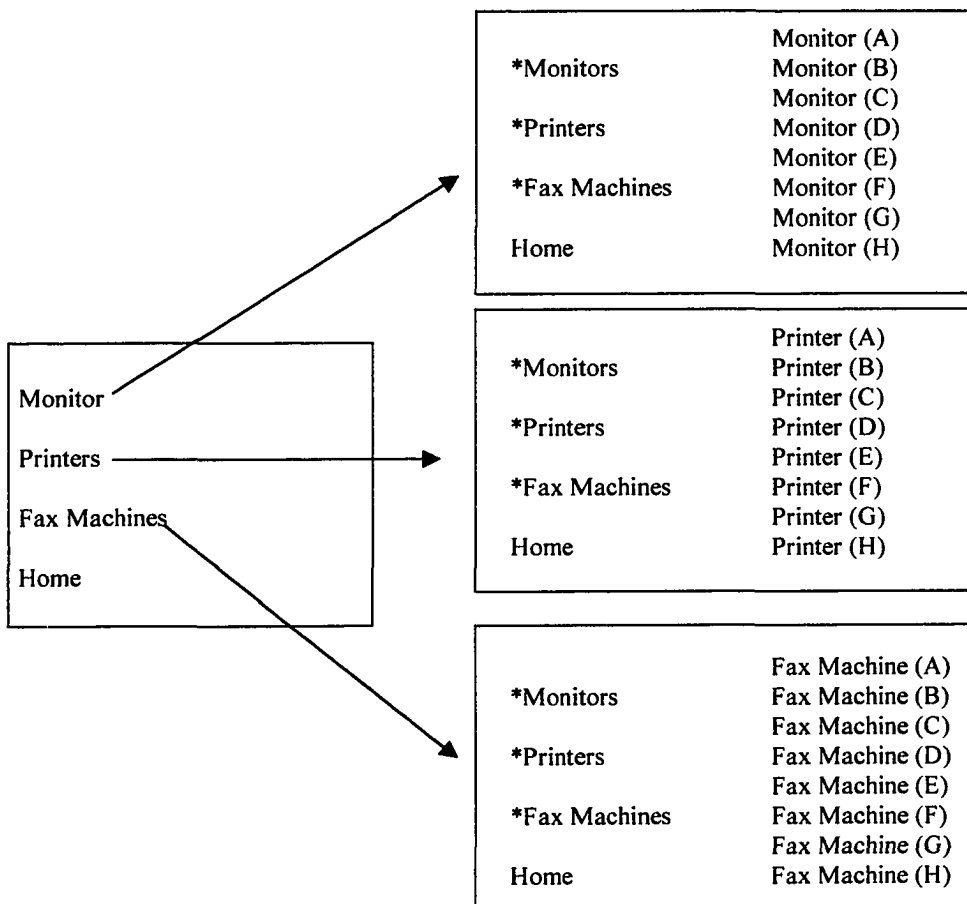 Monitor
Printers
Fax Machines
Home
Monitor (A)
*Monitors Monitor (B)
Monitor (C)
*Printers Monitor (D)
Monitor (E)
*Fax Machines Monitor (F)
Monitor (G)
Home Monitor (H)
Printer (A)
*Monitors Printer (B)
Printer (C)
*Printers Printer (D)
Printer (E)
*Fax Machines Printer (F)
Printer (G)
Home Printer (H)
Fax Machine (A)
*Monitors Fax Machine (B)
Fax Machine (C)
*Printers Fax Machine (D)
Fax Machine (E)
*Fax Machines Fax Machine (F)
Fax Machine (G)
Home Fax Machine (H)